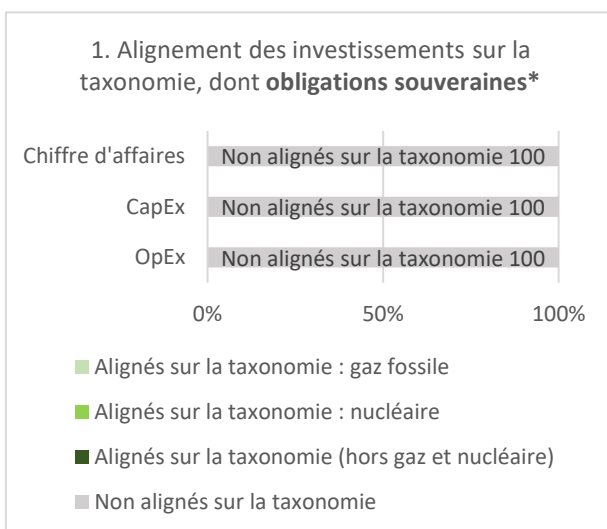 1. Alignement des investissements sur la
taxonomie, dont obligations souveraines*
Chiffre d'affaires
Non alignés sur la taxonomie 100
CapEx
Non alignés sur la taxonomie 100
OpEx
Non alignés sur la taxonomie 100
0%
50%
100%
Alignés sur la taxonomie : gaz fossile
Alignés sur la taxonomie : nucléaire
Alignés sur la taxonomie (hors gaz et nucléaire)
Non alignés sur la taxonomie